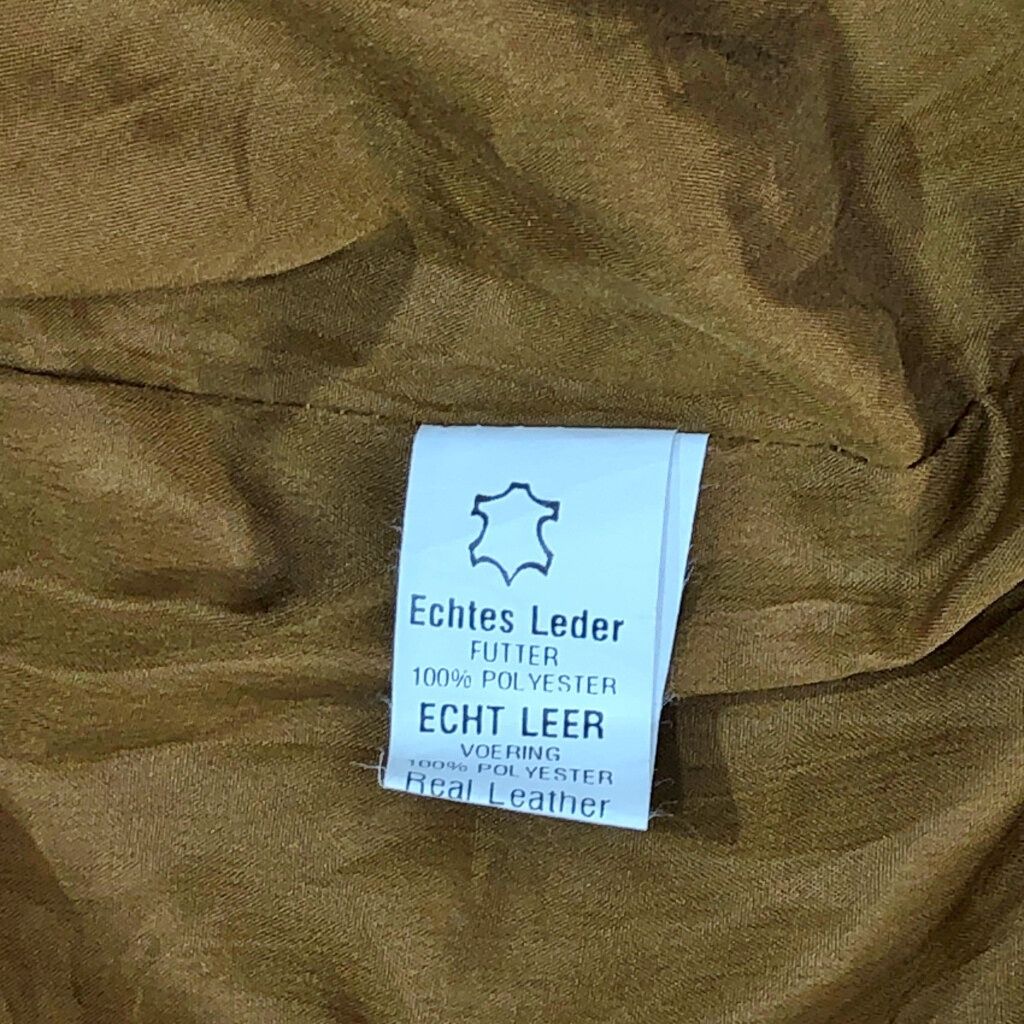 Echtes Leder
FUTTER
100% POLYESTER
ECHT LEER
VOERING
100% POLYESTER
Real Leather